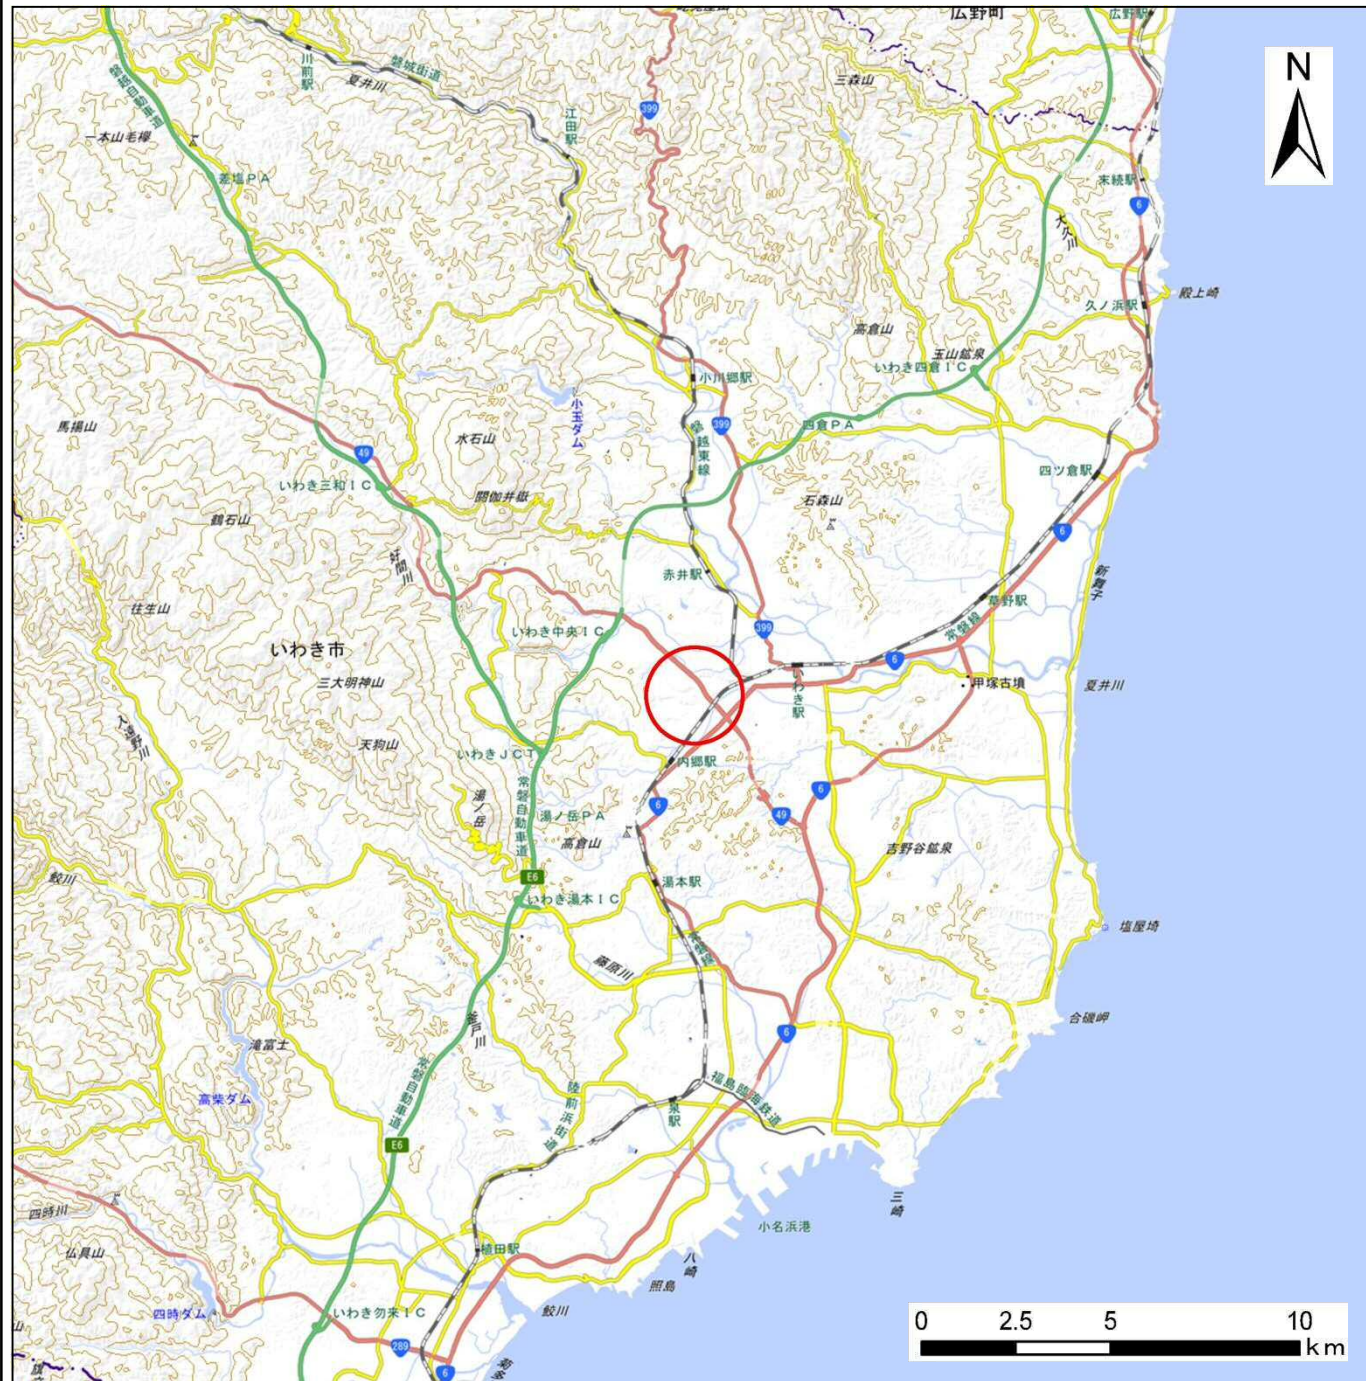 広野町
広野駅
川前駅
磐城街道
夏井川
三森山
N
399
磐越自動車道
江田駅
一本山毛欅
差塩PA
末続駅
6
大久川
殿上崎
久ノ浜駅
高倉山
玉山鉱泉
いわき四倉IC
小川郷駅
小玉ダム
399
四倉PA
馬揚山
水石山
磐越東線
49
四ツ倉駅
いわき三和IC
閼伽井嶽
石森山
鶴石山
6
好間川
赤井駅
新舞子
草野駅
往生山
いわき中央IC
399
常磐線
いわき市
6
三大明神山
いわき駅
甲塚古墳
夏井川
入遠野川
天狗山
いわきJCT
内郷駅
常磐自動車道
湯ノ岳
湯ノ岳PA
6
6
49
高倉山
吉野谷鉱泉
鮫川
E6
湯本駅
いわき湯本IC
塩屋埼
常磐線
藤原川
合磯岬
6
滝富士
常磐自動車道
高柴ダム
陸前浜街道
福島臨海鉄道
泉駅
E6
三崎
四時川
小名浜港
仏具山
植田駅
八崎
照島
四時ダム
いわき勿来IC
鮫川
289
6
0 2.5 5 10
km